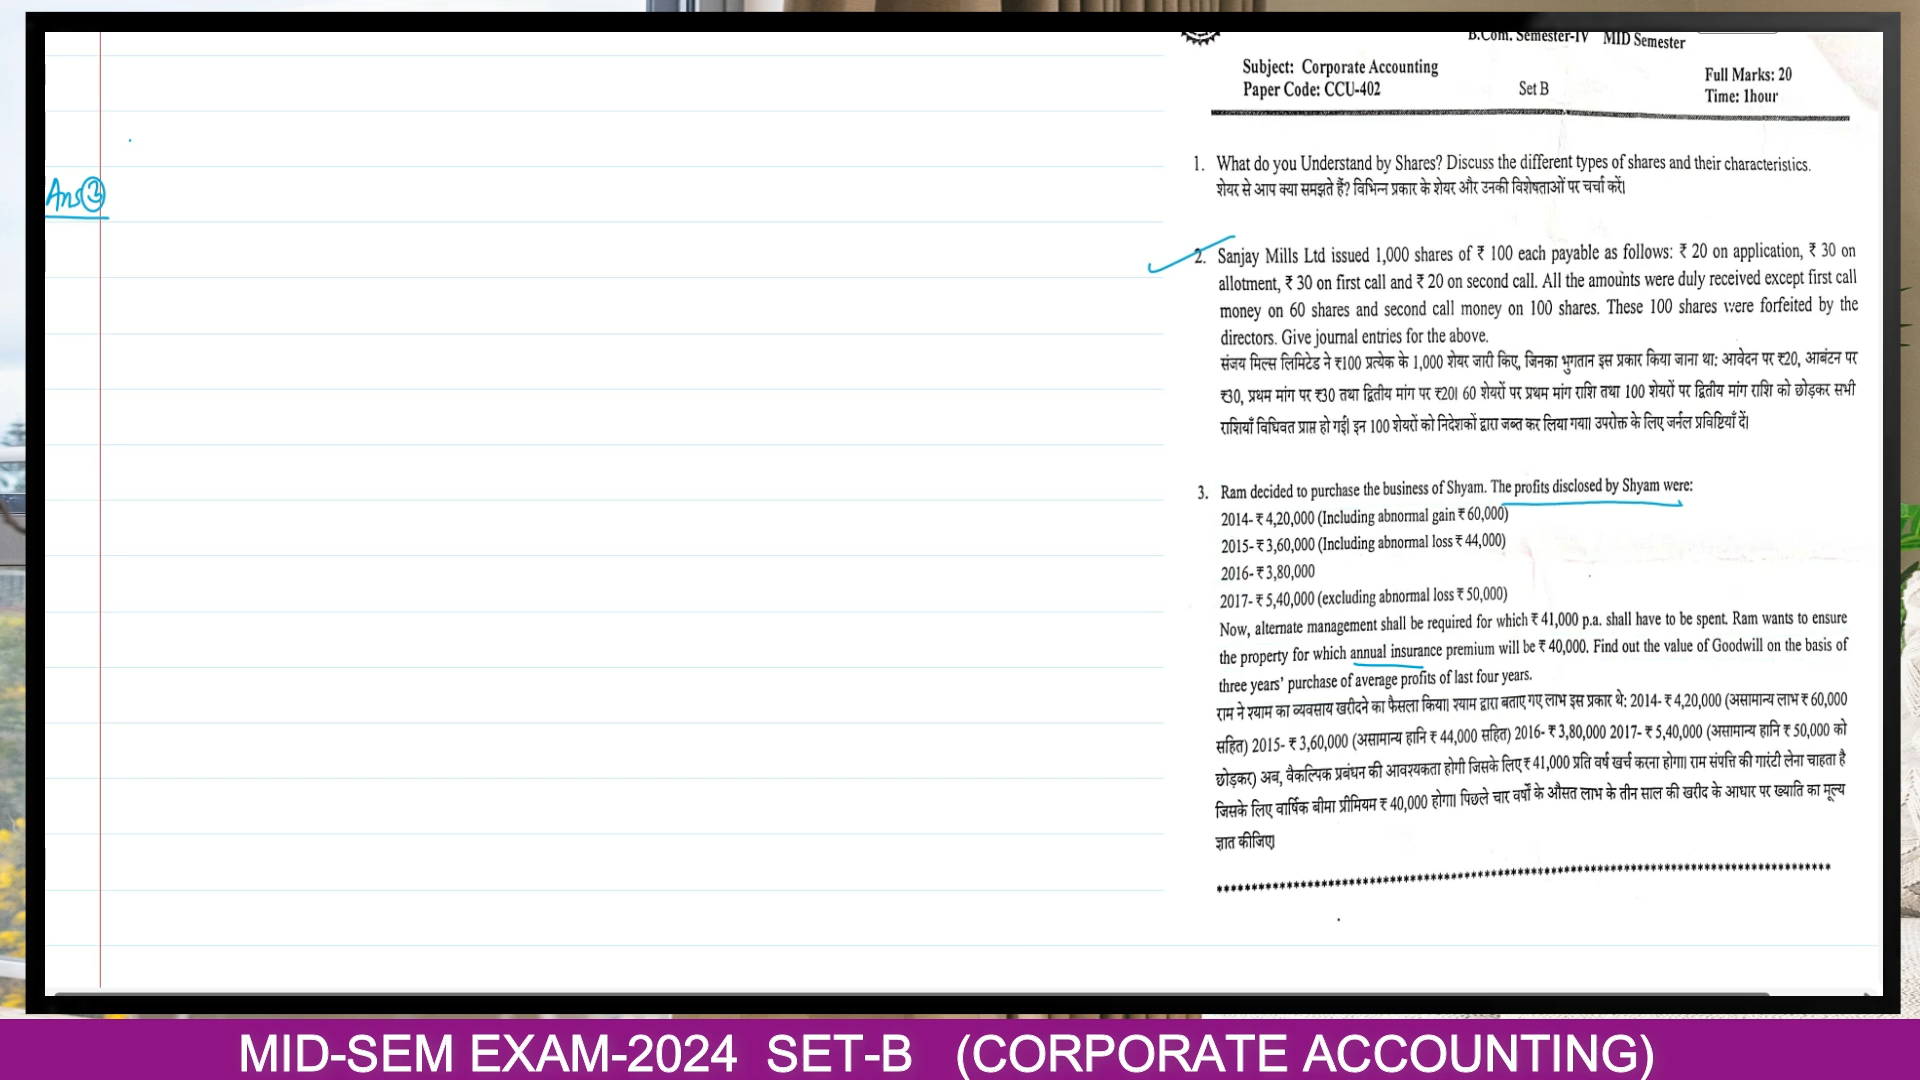 B.Com. Semester-IV MID Semester
Subject: Corporate Accounting
Full Marks: 20
Paper Code: CCU-402
Set B
Time: 1hour
Ans③
1. What do you Understand by Shares? Discuss the different types of shares and their characteristics.
शेयर से आप क्या समझते हैं? विभिन्न प्रकार के शेयर और उनकी विशेषताओं पर चर्चा करें।
2. Sanjay Mills Ltd issued 1,000 shares of ₹ 100 each payable as follows: ₹ 20 on application, ₹ 30 on
allotment, ₹ 30 on first call and ₹ 20 on second call. All the amounts were duly received except first call
money on 60 shares and second call money on 100 shares. These 100 shares were forfeited by the
directors. Give journal entries for the above.
संजय मिल्स लिमिटेड ने ₹100 प्रत्येक के 1,000 शेयर जारी किए, जिनका भुगतान इस प्रकार किया जाना था: आवेदन पर ₹20, आबंटन पर
₹30, प्रथम मांग पर ₹30 तथा द्वितीय मांग पर ₹20। 60 शेयरों पर प्रथम मांग राशि तथा 100 शेयरों पर द्वितीय मांग राशि को छोड़कर सभी
राशियाँ विधिवत प्राप्त हो गईं। इन 100 शेयरों को निदेशकों द्वारा जब्त कर लिया गया। उपरोक्त के लिए जर्नल प्रविष्टियाँ दें।
3. Ram decided to purchase the business of Shyam. The profits disclosed by Shyam were:
2014- ₹ 4,20,000 (Including abnormal gain ₹ 60,000)
2015- ₹ 3,60,000 (Including abnormal loss ₹ 44,000)
2016- ₹ 3,80,000
2017- ₹ 5,40,000 (excluding abnormal loss ₹ 50,000)
Now, alternate management shall be required for which ₹ 41,000 p.a. shall have to be spent. Ram wants to ensure
the property for which annual insurance premium will be ₹ 40,000. Find out the value of Goodwill on the basis of
three years' purchase of average profits of last four years.
राम ने श्याम का व्यवसाय खरीदने का फैसला किया। श्याम द्वारा बताए गए लाभ इस प्रकार थे: 2014- ₹ 4,20,000 (असामान्य लाभ ₹ 60,000
सहित) 2015- ₹ 3,60,000 (असामान्य हानि ₹ 44,000 सहित) 2016- ₹ 3,80,000 2017- ₹ 5,40,000 (असामान्य हानि ₹ 50,000 को
छोड़कर) अब, वैकल्पिक प्रबंधन की आवश्यकता होगी जिसके लिए ₹ 41,000 प्रति वर्ष खर्च करना होगा। राम संपत्ति की गारंटी लेना चाहता है
जिसके लिए वार्षिक बीमा प्रीमियम ₹ 40,000 होगा। पिछले चार वर्षों के औसत लाभ के तीन साल की खरीद के आधार पर ख्याति का मूल्य
ज्ञात कीजिए।
MID-SEM EXAM-2024 SET-B (CORPORATE ACCOUNTING)